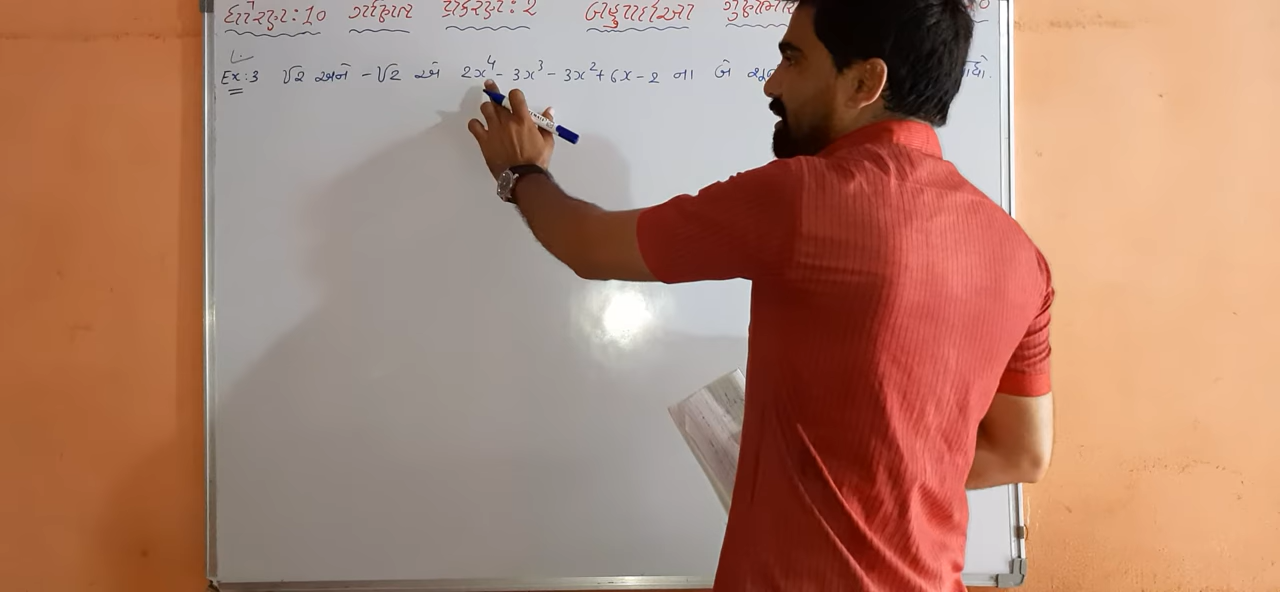 ધોરણ: 10 ગણિત પ્રકરણ: 2 બહુપદીઓ
Ex: 3 √2 અને -√2 એ 2x⁴ - 3x³ - 3x² + 6x - 2 ના બે